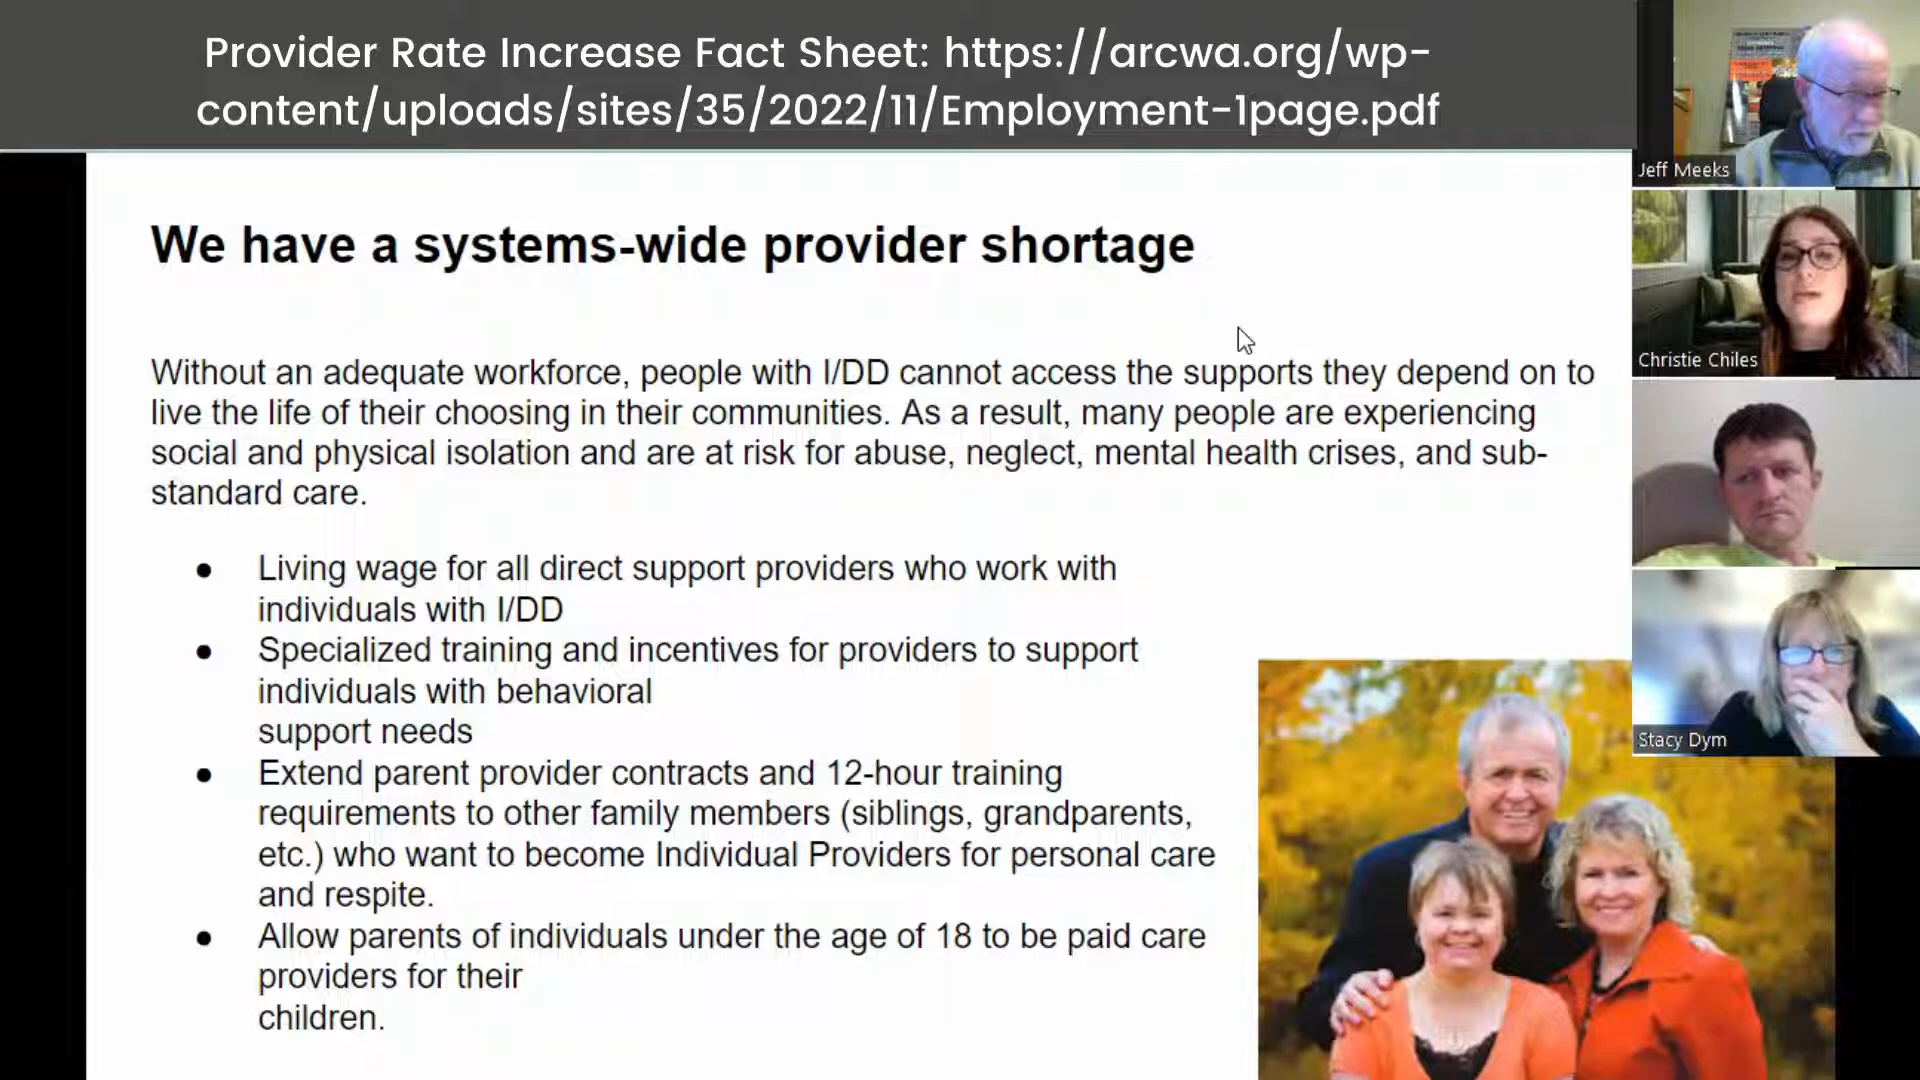 Provider Rate Increase Fact Sheet: https://arcwa.org/wp-
content/uploads/sites/35/2022/11/Employment-1page.pdf
Jeff Meeks
We have a systems-wide provider shortage
Christie Chiles
Without an adequate workforce, people with I/DD cannot access the supports they depend on to
live the life of their choosing in their communities. As a result, many people are experiencing
social and physical isolation and are at risk for abuse, neglect, mental health crises, and sub-
standard care.
● Living wage for all direct support providers who work with
individuals with I/DD
● Specialized training and incentives for providers to support
individuals with behavioral
support needs
Stacy Dym
● Extend parent provider contracts and 12-hour training
requirements to other family members (siblings, grandparents,
etc.) who want to become Individual Providers for personal care
and respite.
● Allow parents of individuals under the age of 18 to be paid care
providers for their
children.